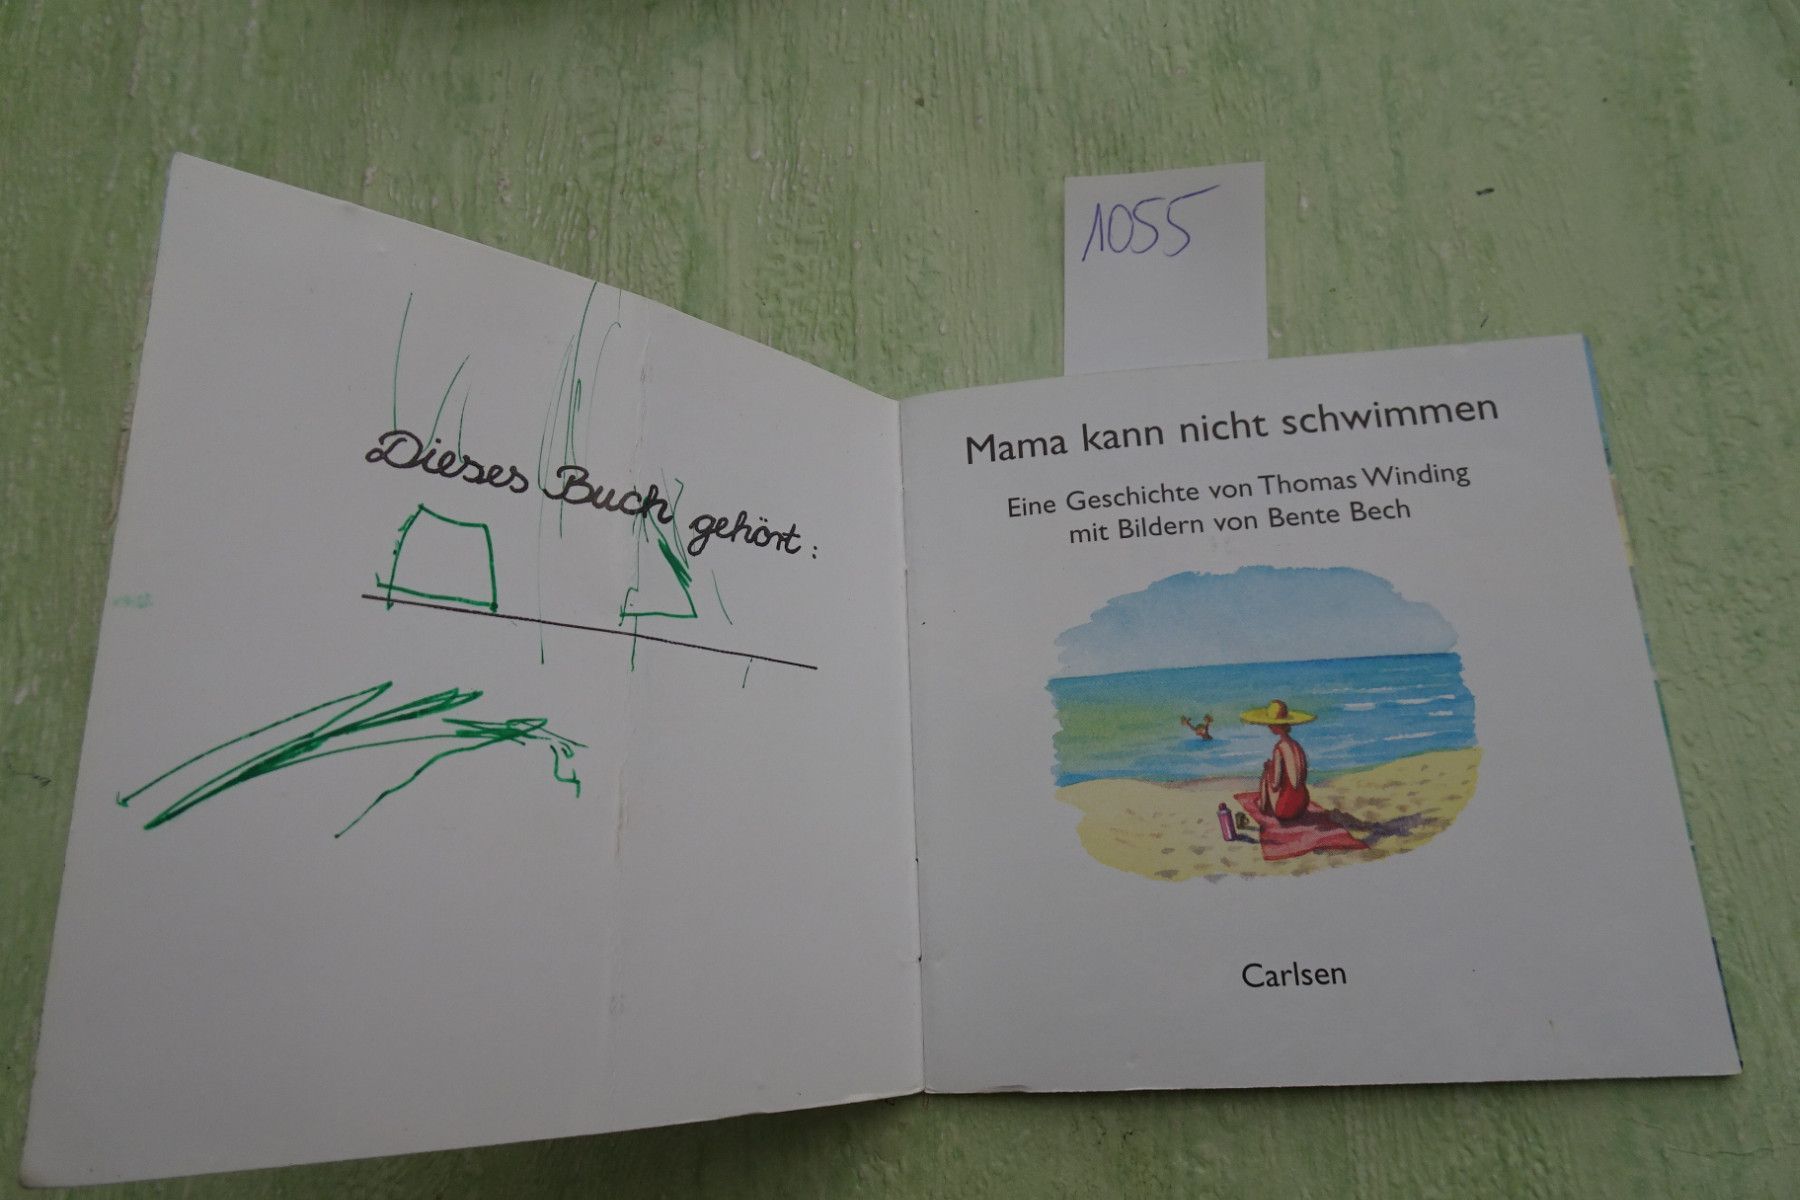 1055
Dieses Buch gehört:
Mama kann nicht schwimmen
Eine Geschichte von Thomas Winding
mit Bildern von Bente Bech
Carlsen